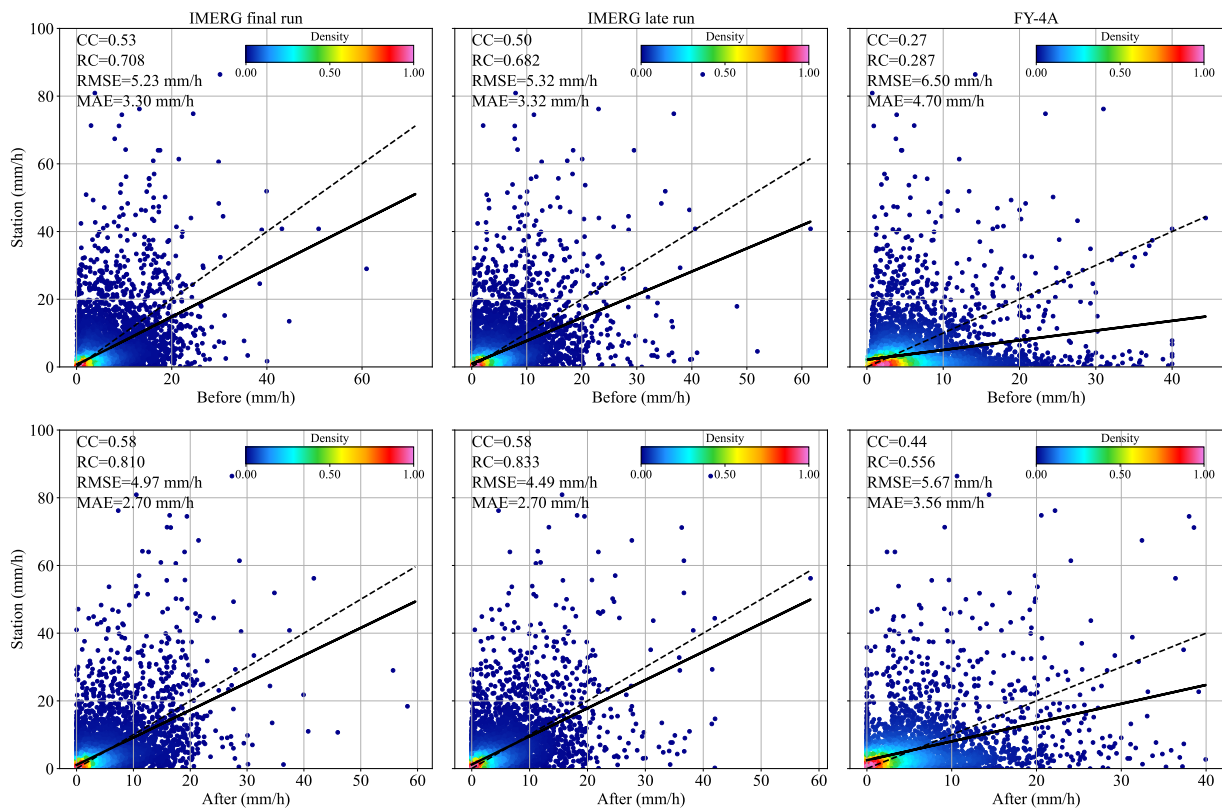 IMERG final run
100
80
60
40
20
0
Station (mm/h)
CC=0.53
RC=0.708
RMSE=5.23 mm/h
MAE=3.30 mm/h
Density
0.00 0.50 1.00
0 20 40 60
Before (mm/h)
IMERG late run
CC=0.50
RC=0.682
RMSE=5.32 mm/h
MAE=3.32 mm/h
Density
0.00 0.50 1.00
0 10 20 30 40 50 60
Before (mm/h)
FY-4A
CC=0.27
RC=0.287
RMSE=6.50 mm/h
MAE=4.70 mm/h
Density
0.00 0.50 1.00
0 10 20 30 40
Before (mm/h)
100
80
60
40
20
0
Station (mm/h)
CC=0.58
RC=0.810
RMSE=4.97 mm/h
MAE=2.70 mm/h
Density
0.00 0.50 1.00
0 10 20 30 40 50 60
After (mm/h)
CC=0.58
RC=0.833
RMSE=4.49 mm/h
MAE=2.70 mm/h
Density
0.00 0.50 1.00
0 10 20 30 40 50 60
After (mm/h)
CC=0.44
RC=0.556
RMSE=5.67 mm/h
MAE=3.56 mm/h
Density
0.00 0.50 1.00
0 10 20 30 40
After (mm/h)